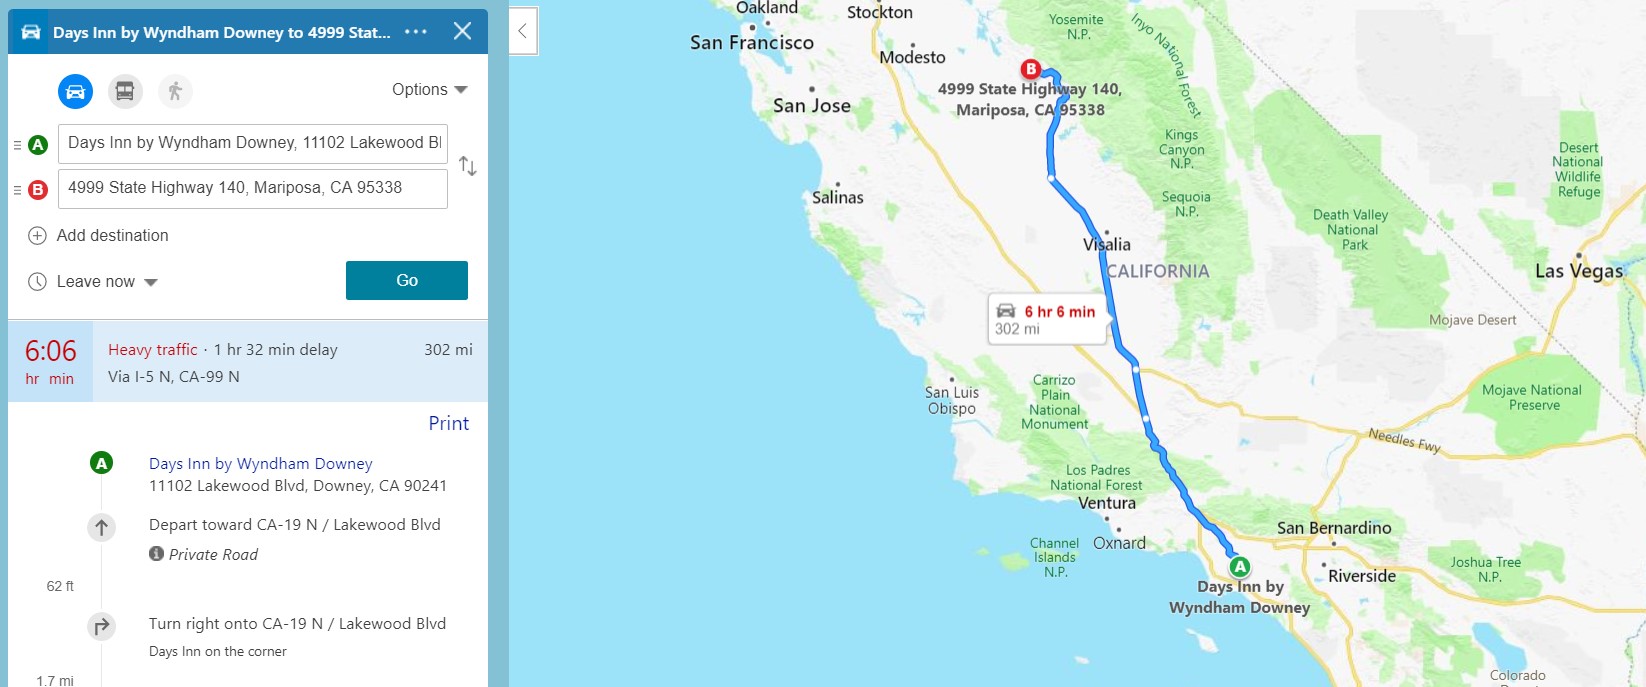 Days Inn by Wyndham Downey to 4999 Stat...
Options
A
Days Inn by Wyndham Downey, 11102 Lakewood Bl
B
4999 State Highway 140, Mariposa, CA 95338
Add destination
Leave now
Go
6:06
hr min
Heavy traffic · 1 hr 32 min delay
302 mi
Via I-5 N, CA-99 N
Print
A
Days Inn by Wyndham Downey
11102 Lakewood Blvd, Downey, CA 90241
Depart toward CA-19 N / Lakewood Blvd
Private Road
62 ft
Turn right onto CA-19 N / Lakewood Blvd
Days Inn on the corner
1.7 mi
Oakland
San Francisco
Stockton
Modesto
San Jose
Yosemite
N.P.
Inyo National Forest
B
4999 State Highway 140,
Mariposa, CA 95338
Kings
Canyon
N.P.
Sequoia
N.P.
Salinas
Visalia
CALIFORNIA
Death Valley
National
Park
Desert
National
Wildlife
Refuge
Las Vegas
6 hr 6 min
302 mi
Mojave Desert
San Luis
Obispo
Carrizo
Plain
National
Monument
Mojave National
Preserve
Needles Fwy
Los Padres
National Forest
Ventura
Oxnard
Channel
Islands
N.P.
San Bernardino
Riverside
Joshua Tree
N.P.
A
Days Inn by
Wyndham Downey
Colorado